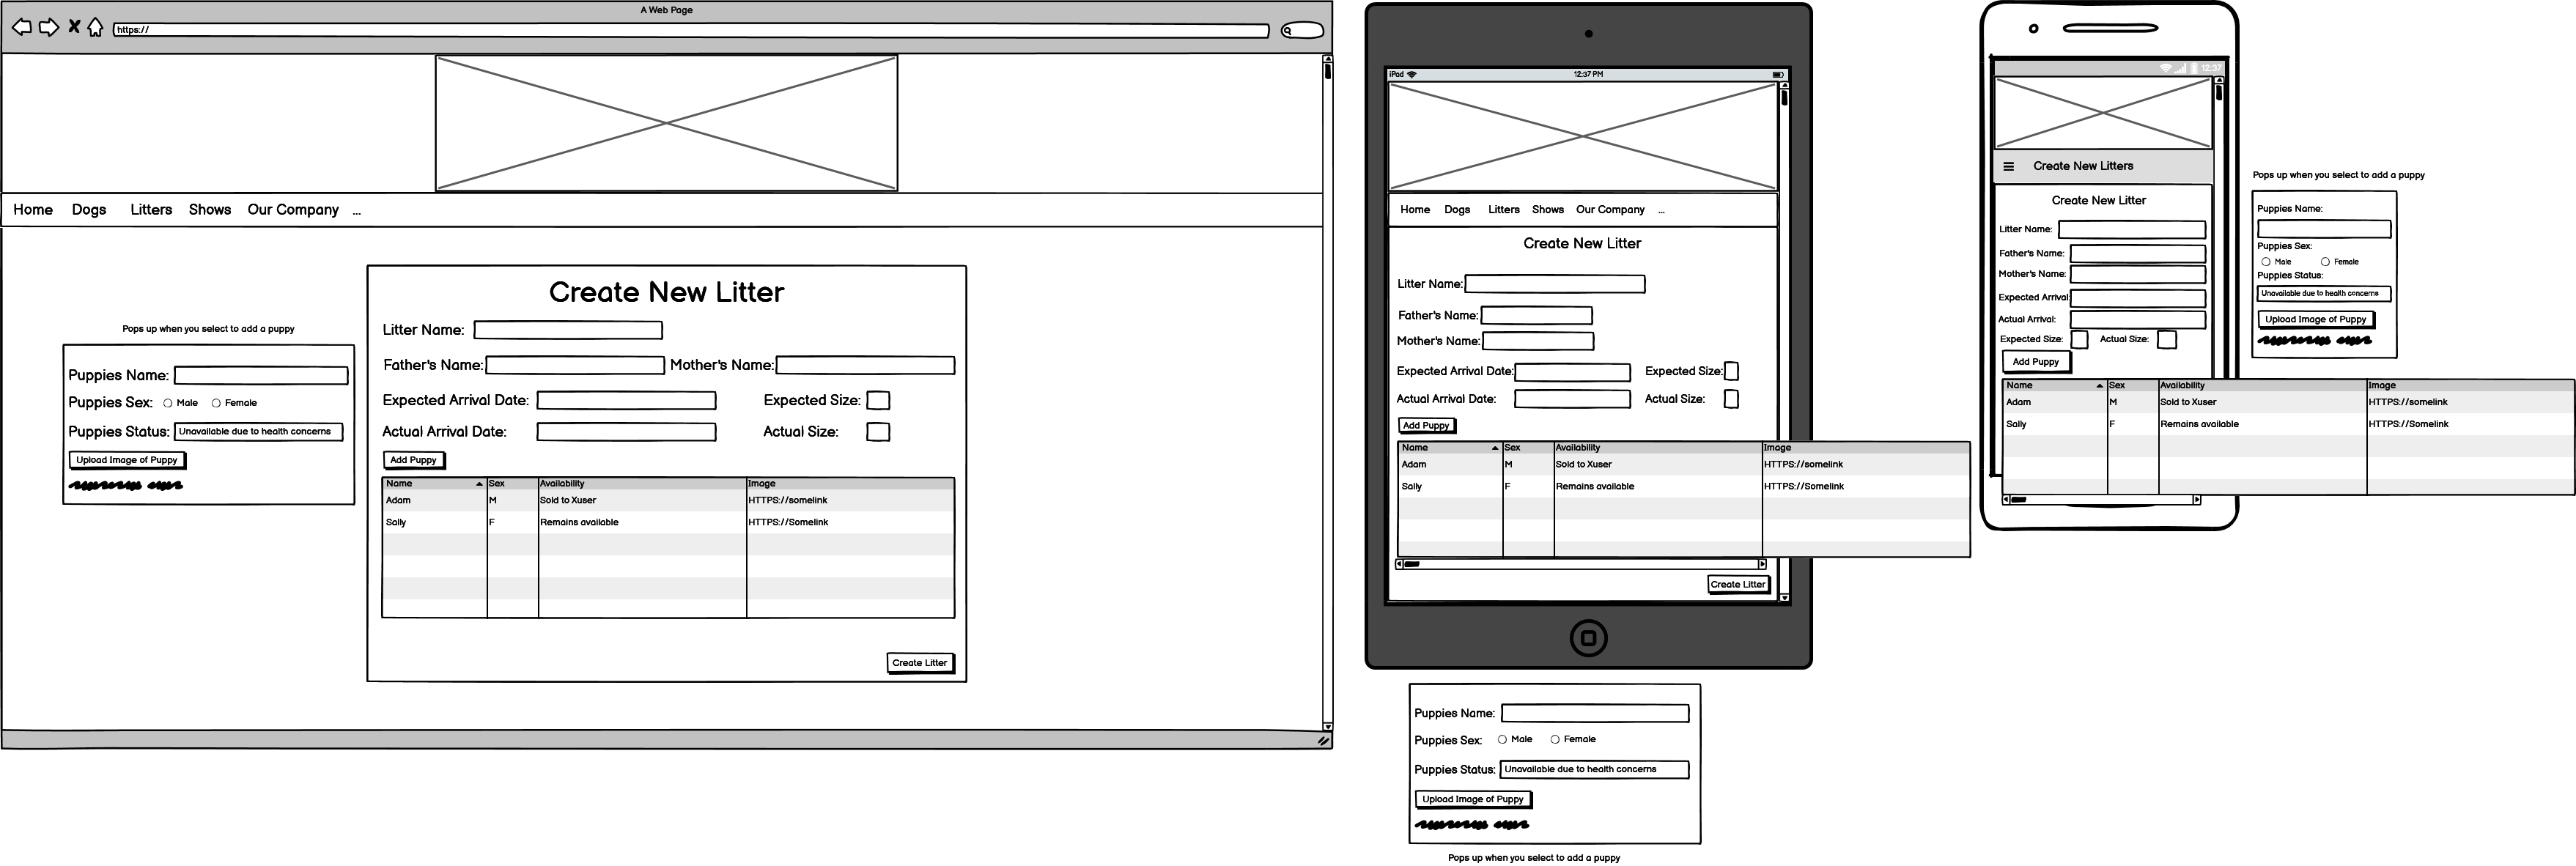 A Web Page
https://
Home Dogs Litters Shows Our Company ...
Pops up when you select to add a puppy
Puppies Name:
Puppies Sex: Male Female
Puppies Status: Unavailable due to health concerns
Upload Image of Puppy
Create New Litter
Litter Name:
Father's Name: Mother's Name:
Expected Arrival Date: Expected Size:
Actual Arrival Date: Actual Size:
Add Puppy
Name Sex Availability Image
Adam M Sold to Xuser HTTPS://somelink
Sally F Remains available HTTPS://Somelink
Create Litter
iPad 12:37 PM
Home Dogs Litters Shows Our Company ...
Create New Litter
Litter Name:
Father's Name:
Mother's Name:
Expected Arrival Date: Expected Size:
Actual Arrival Date: Actual Size:
Add Puppy
Name Sex Availability Image
Adam M Sold to Xuser HTTPS://somelink
Sally F Remains available HTTPS://Somelink
Create Litter
Puppies Name:
Puppies Sex: Male Female
Puppies Status: Unavailable due to health concerns
Upload Image of Puppy
Pops up when you select to add a puppy
12:37
Create New Litters
Create New Litter
Litter Name:
Father's Name:
Mother's Name:
Expected Arrival:
Actual Arrival:
Expected Size: Actual Size:
Add Puppy
Name Sex Availability Image
Adam M Sold to Xuser HTTPS://somelink
Sally F Remains available HTTPS://Somelink
Pops up when you select to add a puppy
Puppies Name:
Puppies Sex:
Male Female
Puppies Status:
Unavailable due to health concerns
Upload Image of Puppy